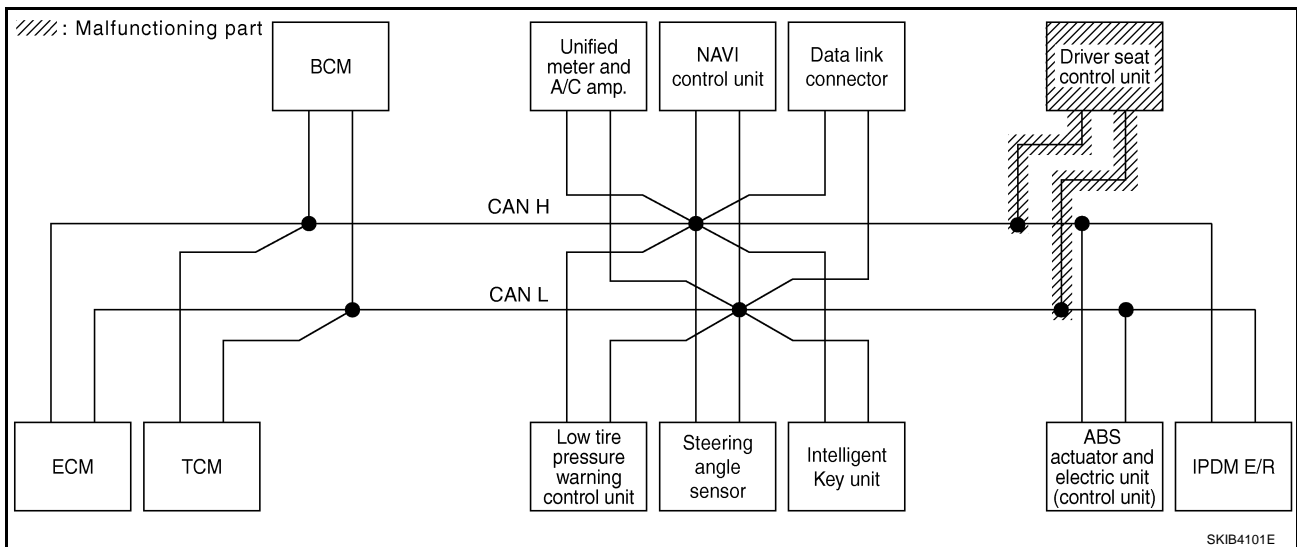 : Malfunctioning part
BCM
Unified
meter and
A/C amp.
NAVI
control unit
Data link
connector
Driver seat
control unit
CAN H
CAN L
ECM
TCM
Low tire
pressure
warning
control unit
Steering
angle
sensor
Intelligent
Key unit
ABS
actuator and
electric unit
(control unit)
IPDM E/R
SKIB4101E